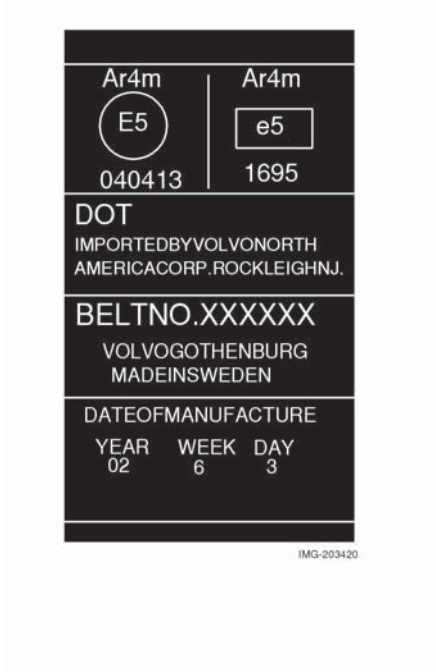 Ar4m Ar4m
E5 e5
040413 1695
DOT
IMPORTEDBYVOLVONORTH
AMERICACORP.ROCKLEIGHNJ.
BELTNO.XXXXXX
VOLVOGOTHENBURG
MADEINSWEDEN
DATEOFMANUFACTURE
YEAR WEEK DAY
02 6 3
IMG-203420